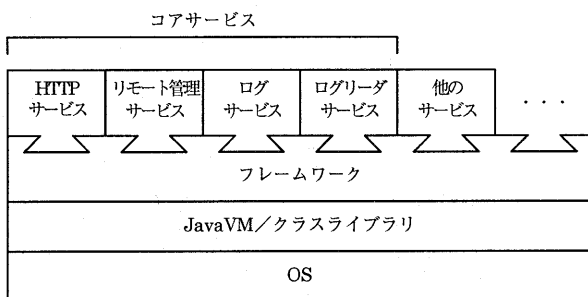 コアサービス
HTTP
サービス
リモート管理
サービス
ログ
サービス
ログリーダ
サービス
他の
サービス
・・・
フレームワーク
JavaVM／クラスライブラリ
OS